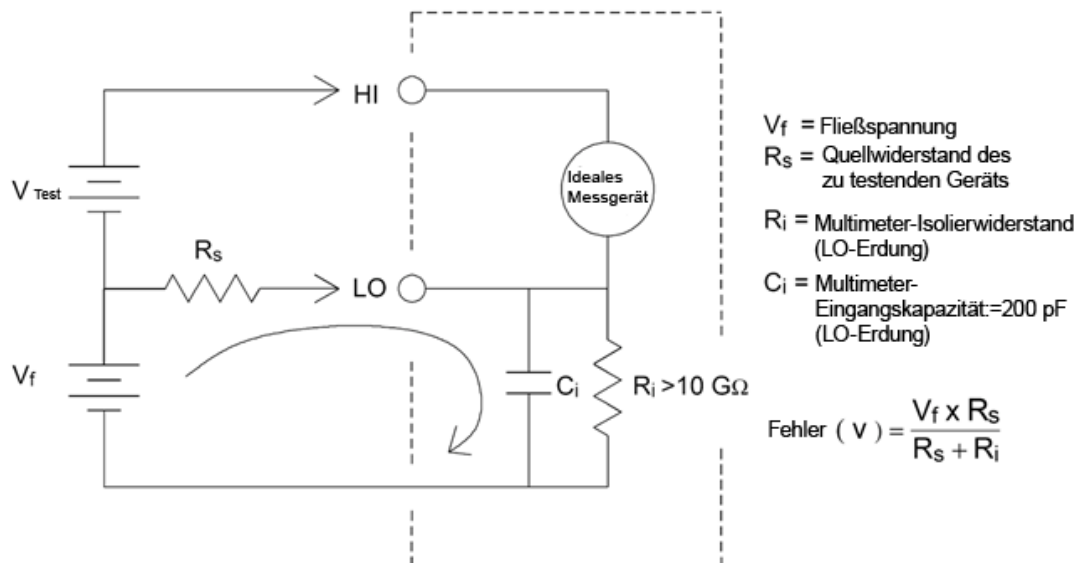 HI
V Test
Ideales
Messgerät
Rs
LO
Vf
Ci
Ri >10 GΩ
Vf = Fließspannung
Rs = Quellwiderstand des
zu testenden Geräts
Ri = Multimeter-Isolierwiderstand
(LO-Erdung)
Ci = Multimeter-
Eingangskapazität:=200 pF
(LO-Erdung)
Fehler ( v ) = Vf x Rs
Rs + Ri